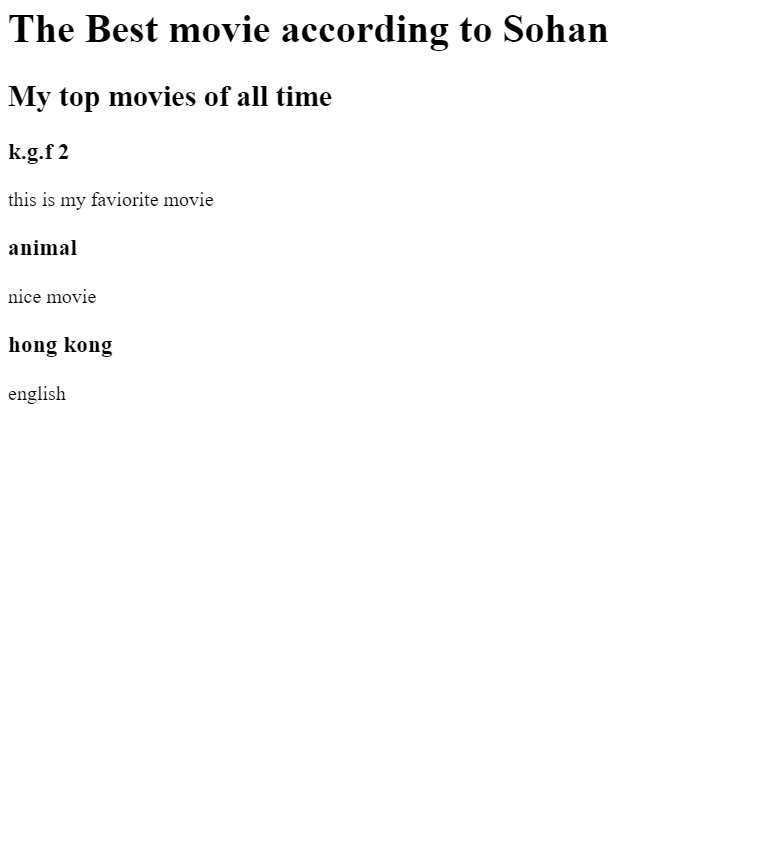 The Best movie according to Sohan
My top movies of all time
k.g.f 2
this is my faviorite movie
animal
nice movie
hong kong
english